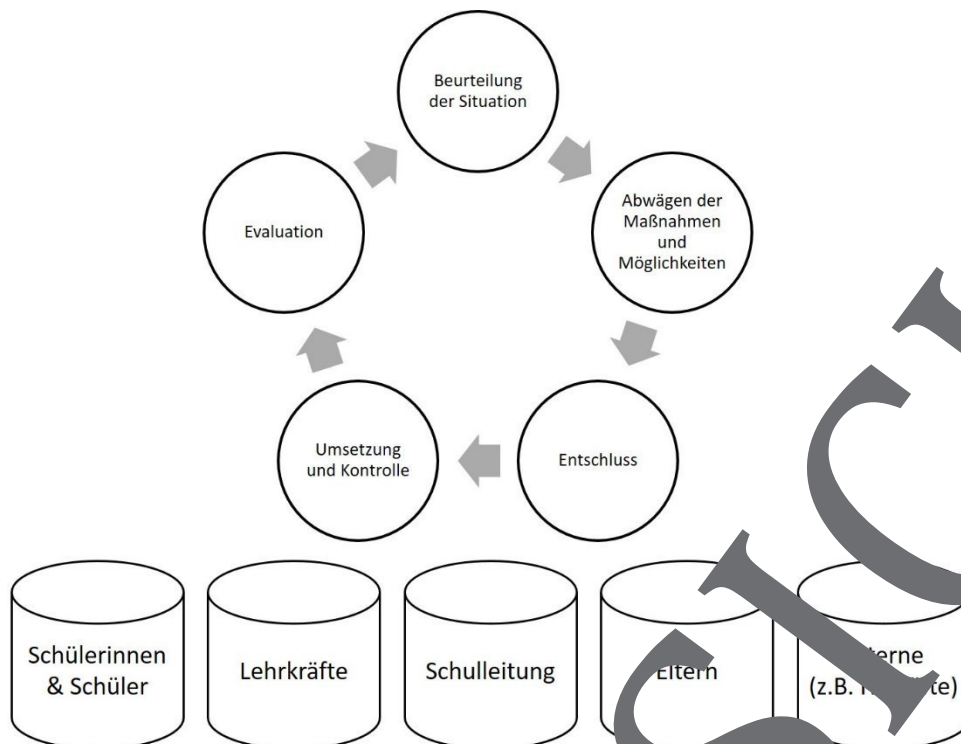 Beurteilung
der Situation
Abwägen der
Maßnahmen
und
Möglichkeiten
Evaluation
Umsetzung
und Kontrolle
Entschluss
Schülerinnen
& Schüler
Lehrkräfte
Schulleitung
Eltern
(z.B.